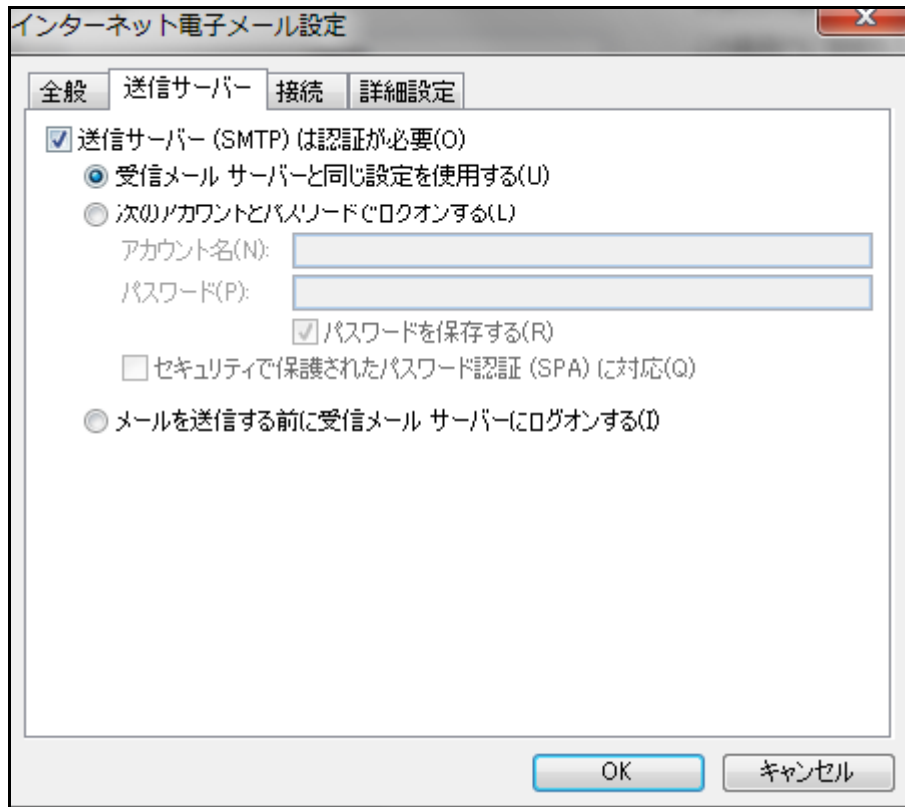 インターネット電子メール設定
全般 送信サーバー 接続 詳細設定
送信サーバー (SMTP) は認証が必要(O)
受信メール サーバーと同じ設定を使用する(U)
次のアカウントとパスワードでログオンする(L)
アカウント名(N):
パスワード(P):
パスワードを保存する(R)
セキュリティで保護されたパスワード認証 (SPA) に対応(Q)
メールを送信する前に受信メール サーバーにログオンする(I)
OK キャンセル